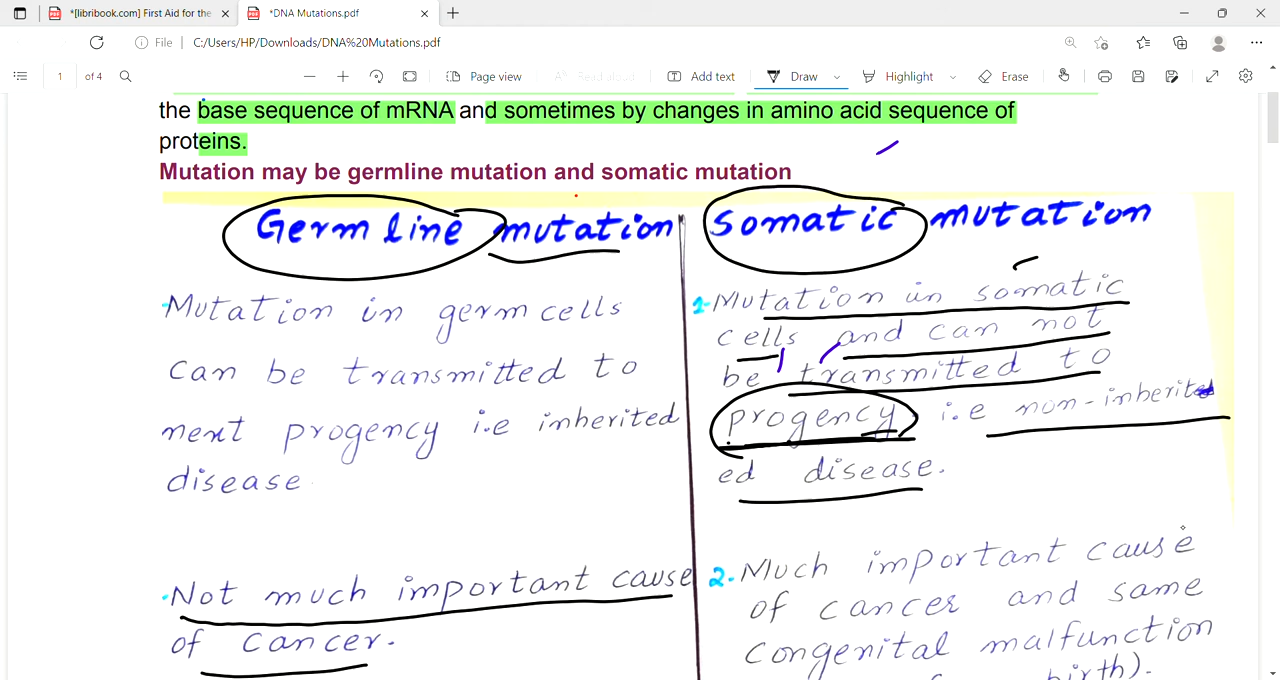 *[libribook.com] First Aid for the
*DNA Mutations.pdf
File C:/Users/HP/Downloads/DNA%20Mutations.pdf
1 of 4 Page view Read aloud Add text Draw Highlight Erase
the base sequence of mRNA and sometimes by changes in amino acid sequence of
proteins.
Mutation may be germline mutation and somatic mutation
Germ line mutation
Mutation in germ cells
can be transmitted to
next progency i.e inherited
disease
Not much important cause
of cancer.
Somatic mutation
1- Mutation in somatic
cells and can not
be transmitted to
progency i.e non-inherit
ed disease.
2. Much important cause
of cancer and same
congenital malfunction
birth).